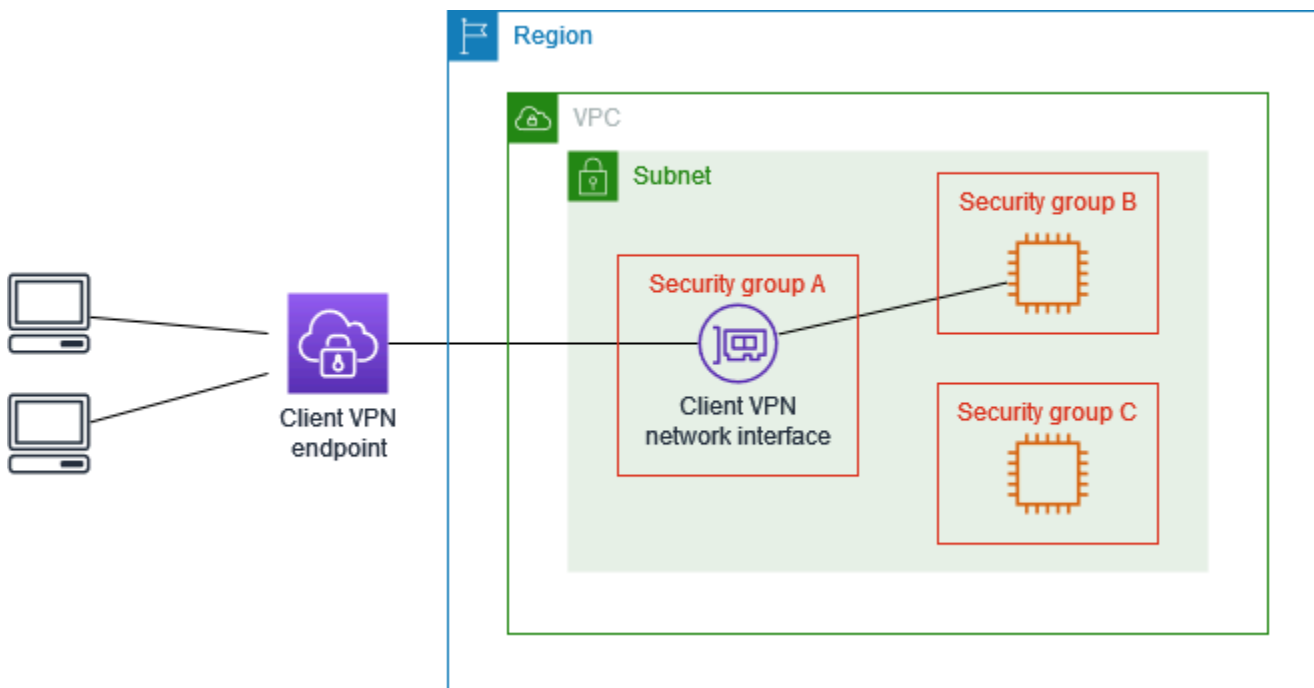 Region
VPC
Subnet
Security group B
Security group A
Client VPN
endpoint
Client VPN
network interface
Security group C